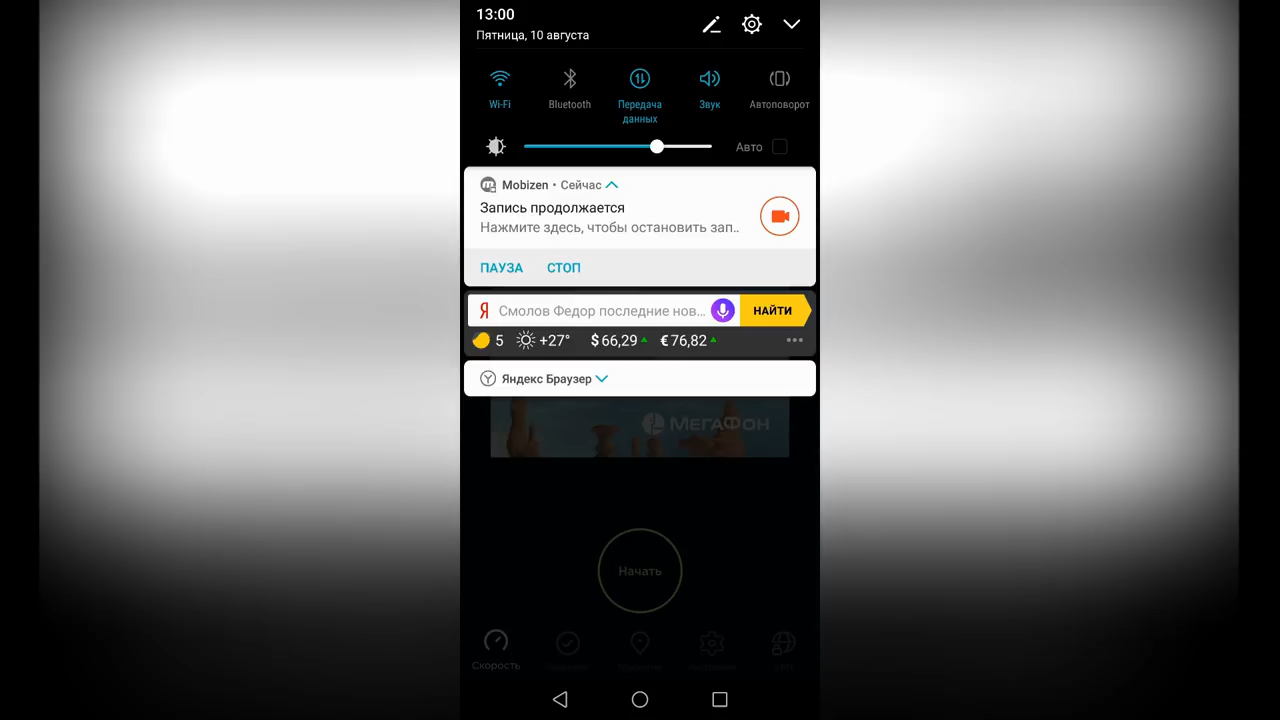 13:00
Пятница, 10 августа
Wi-Fi
Bluetooth
Передача
данных
Звук
Автоповорот
Авто
Mobizen • Сейчас
Запись продолжается
Нажмите здесь, чтобы остановить зап..
ПАУЗА СТОП
Я Смолов Федор последние нов... НАЙТИ
5 +27° $66,29 €76,82
Яндекс Браузер
МЕГАФОН
Начать
Скорость